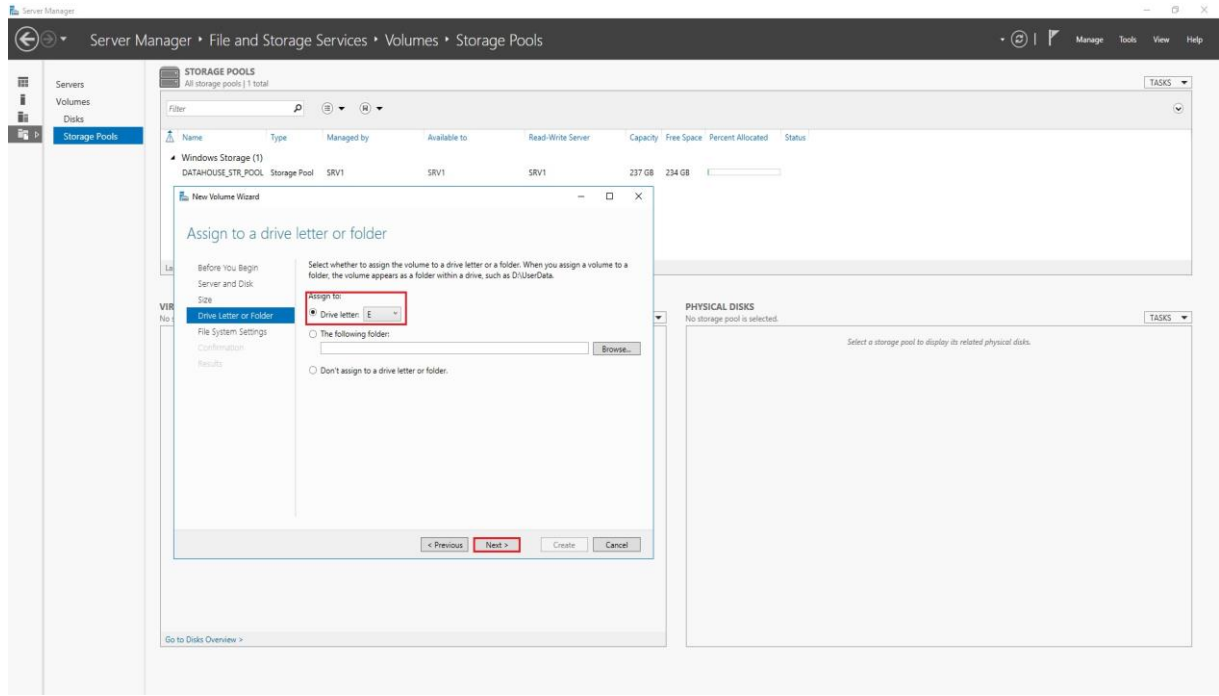 Server Manager
Server Manager • File and Storage Services • Volumes • Storage Pools
Manage Tools View Help
Servers
Volumes
Disks
Storage Pools
STORAGE POOLS
All storage pools | 1 total
TASKS
Filter
Name Type Managed by Available to Read-Write Server Capacity Free Space Percent Allocated Status
Windows Storage (1)
DATAHOUSE_STR_POOL Storage Pool SRV1 SRV1 SRV1 237 GB 234 GB
New Volume Wizard
Assign to a drive letter or folder
Before You Begin
Server and Disk
Size
Drive Letter or Folder
File System Settings
Confirmation
Results
Select whether to assign the volume to a drive letter or a folder. When you assign a volume to a
folder, the volume appears as a folder within a drive, such as D:\UserData.
Assign to:
Drive letter: E
The following folder:
Browse...
Don't assign to a drive letter or folder.
< Previous Next > Create Cancel
La
VIR
No
PHYSICAL DISKS
No storage pool is selected.
TASKS
Select a storage pool to display its related physical disks.
Go to Disks Overview >